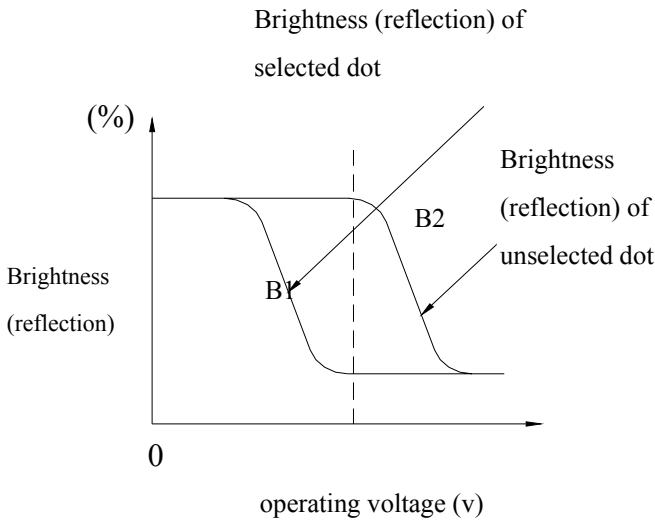 Brightness (reflection) of
selected dot
(%)
Brightness
(reflection) of
unselected dot
B2
Brightness
(reflection)
B1
0
operating voltage (v)